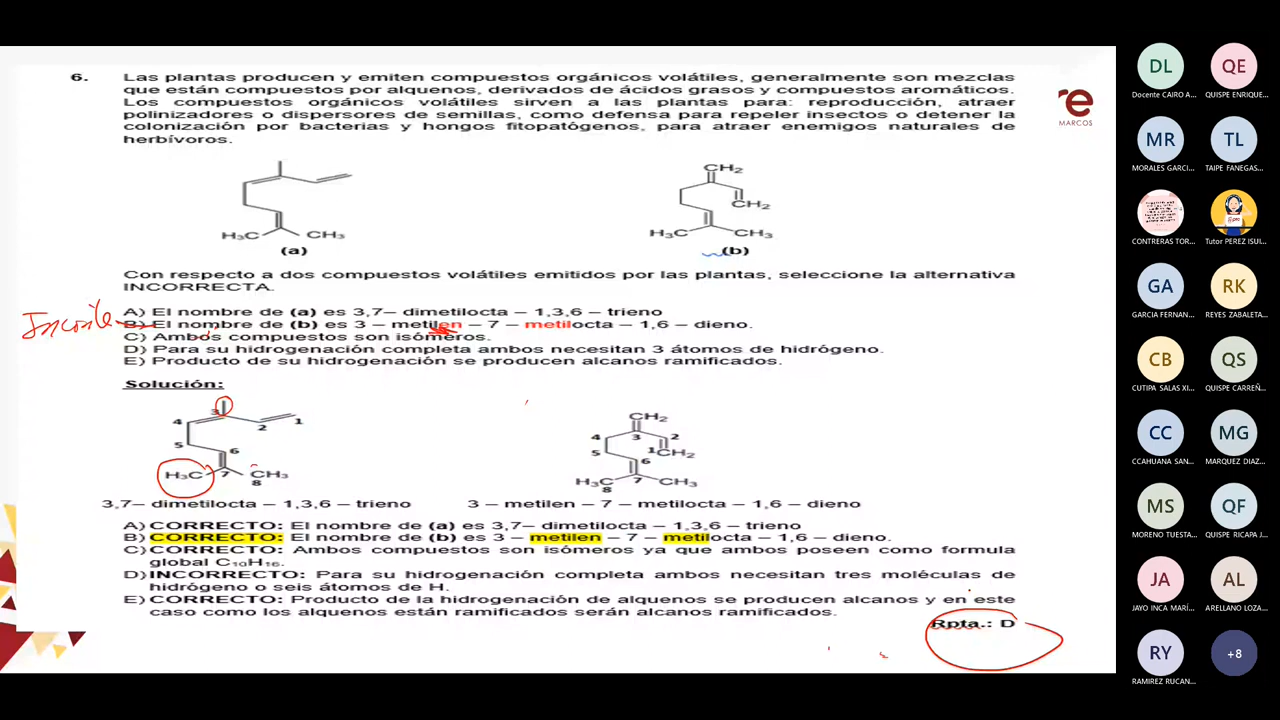 6. Las plantas producen y emiten compuestos orgánicos volátiles, generalmente son mezclas
que están compuestos por alquenos, derivados de ácidos grasos y compuestos aromáticos.
Los compuestos orgánicos volátiles sirven a las plantas para: reproducción, atraer
polinizadores o dispersores de semillas, como defensa para repeler insectos o detener la
colonización por bacterias y hongos fitopatógenos, para atraer enemigos naturales de
herbívoros.
re
MARCOS
CH₂
CH₂
H₃C CH₃
H₃C CH₃
(a) (b)
Con respecto a dos compuestos volátiles emitidos por las plantas, seleccione la alternativa
INCORRECTA.
A) El nombre de (a) es 3,7– dimetilocta – 1,3,6 – trieno
B) El nombre de (b) es 3 – metilen – 7 – metilocta – 1,6 – dieno.
C) Ambos compuestos son isómeros.
D) Para su hidrogenación completa ambos necesitan 3 átomos de hidrógeno.
E) Producto de su hidrogenación se producen alcanos ramificados.
Solución:
3 4 2 1 5 6 H₃C 7 CH₃ 8
CH₂ 4 3 2 5 1 CH₂ 6 H₃C 8 7 CH₃
3,7– dimetilocta – 1,3,6 – trieno 3 – metilen – 7 – metilocta – 1,6 – dieno
A) CORRECTO: El nombre de (a) es 3,7– dimetilocta – 1,3,6 – trieno
B) CORRECTO: El nombre de (b) es 3 – metilen – 7 – metilocta – 1,6 – dieno.
C) CORRECTO: Ambos compuestos son isómeros ya que ambos poseen como formula
global C₁₀H₁₆.
D) INCORRECTO: Para su hidrogenación completa ambos necesitan tres moléculas de
hidrógeno o seis átomos de H.
E) CORRECTO: Producto de la hidrogenación de alquenos se producen alcanos y en este
caso como los alquenos están ramificados serán alcanos ramificados.
Rpta.: D
DL QE
Docente CAIRO A... QUISPE ENRIQUE...
MR TL
MORALES GARCI... TAIPE FANEGAS...
CONTRERAS TOR... Tutor PEREZ ISUI...
GA RK
GARCIA FERNAN... REYES ZABALETA...
CB QS
CUTIPA SALAS XI... QUISPE CARREÑ...
CC MG
CCAHUANA SAN... MARQUEZ DIAZ...
MS QF
MORENO TUESTA... QUISPE RICAPA J...
JA AL
JAYO INCA MARÍ... ARELLANO LOZA...
RY +8
RAMIREZ RUCAN...